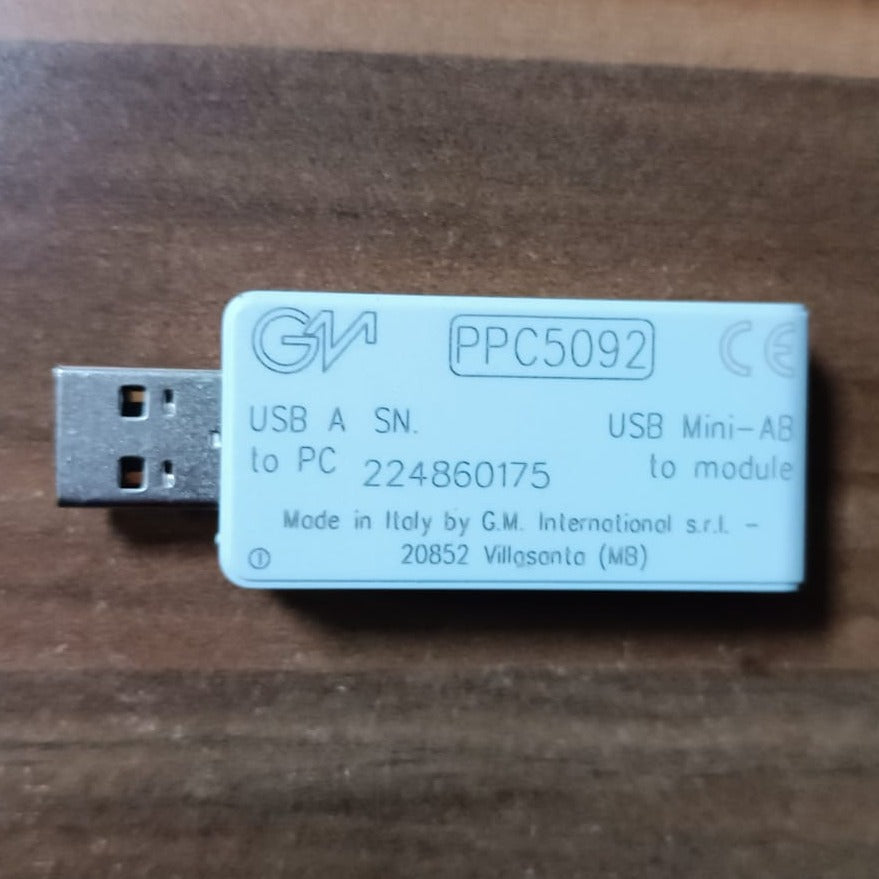 GM PPC5092 CE
USB A SN. USB Mini-AB
to PC 224860175 to module
Made in Italy by G.M. International s.r.l. -
20852 Villasanta (MB)
1